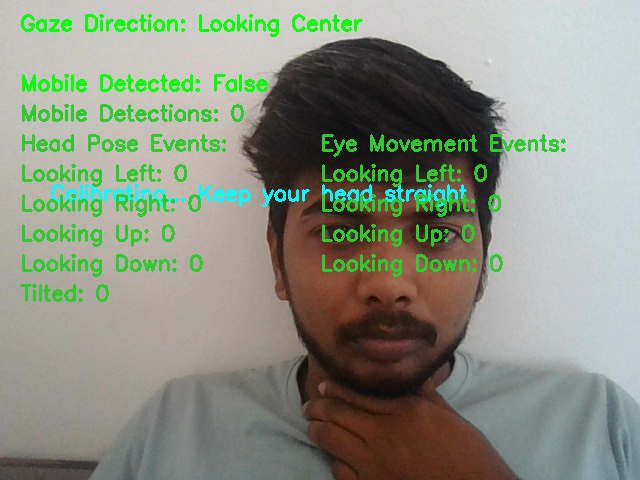 Gaze Direction: Looking Center
Mobile Detected: False
Mobile Detections: 0
Head Pose Events:
Looking Left: 0
Looking Right: 0
Looking Up: 0
Looking Down: 0
Tilted: 0
Eye Movement Events:
Looking Left: 0
Looking Right: 0
Looking Up: 0
Looking Down: 0
Calibrating... Keep your head straight